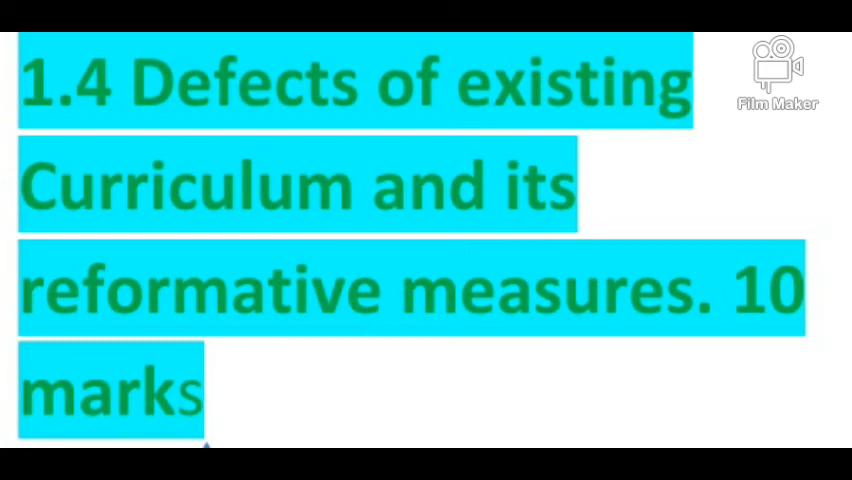 1.4 Defects of existing
Curriculum and its
reformative measures. 10
marks
Film Maker